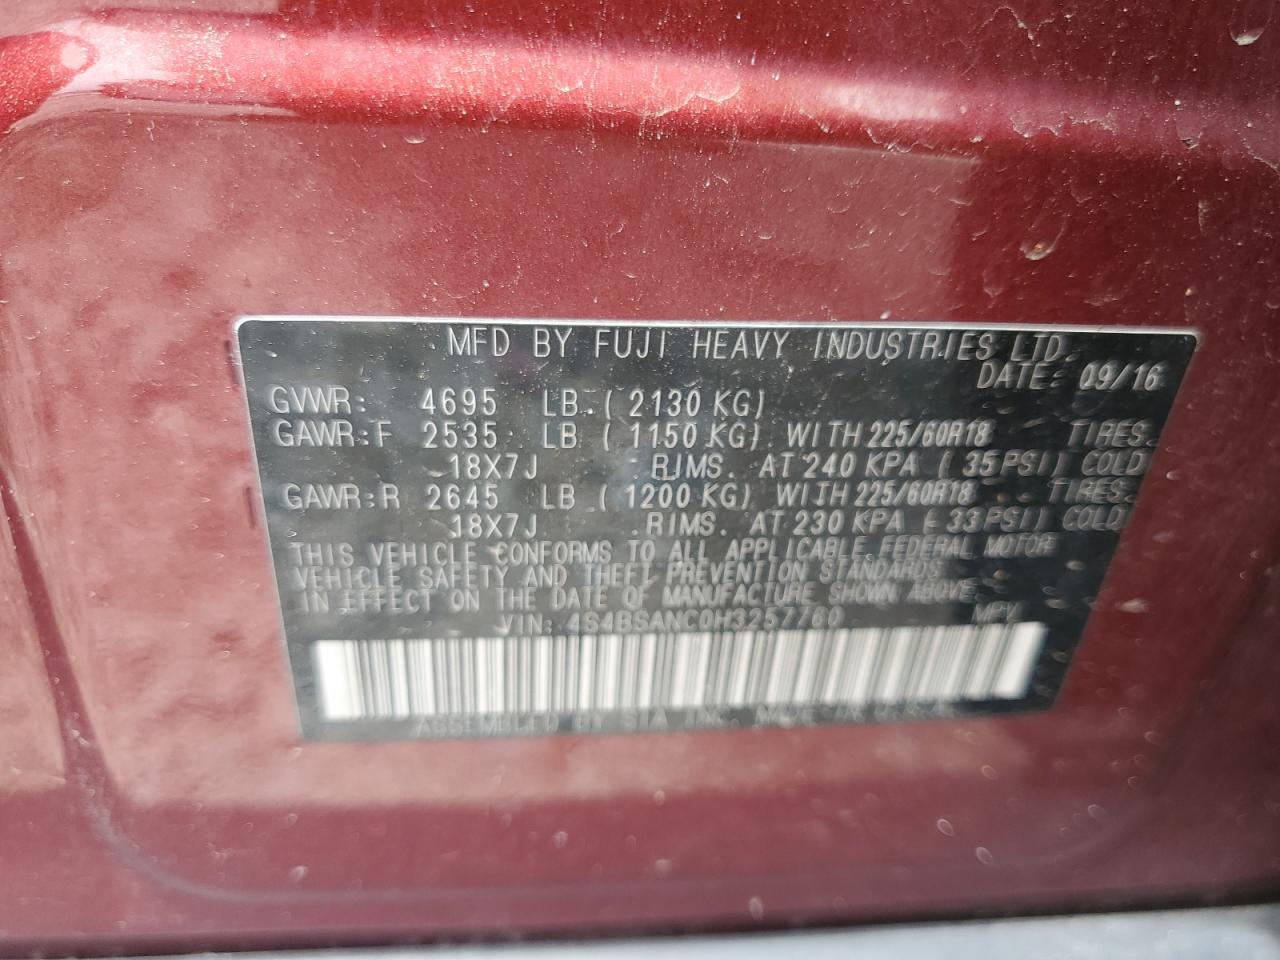 MFD BY FUJI HEAVY INDUSTRIES LTD.
DATE: 09/16
GVWR: 4695 LB (2130 KG)
GAWR:F 2535 LB (1150 KG) WITH 225/60R18 TIRES.
18X7J RIMS. AT 240 KPA (35PSI) COLD
GAWR:R 2645 LB (1200 KG) WITH 225/60R18 TIRES.
18X7J RIMS. AT 230 KPA (33PSI) COLD
THIS VEHICLE CONFORMS TO ALL APPLICABLE FEDERAL MOTOR
VEHICLE SAFETY AND THEFT PREVENTION STANDARDS
IN EFFECT ON THE DATE OF MANUFACTURE SHOWN ABOVE.
VIN: 4S4BSANC0H3257760 MPV
ASSEMBLED BY SIA, INC. MADE IN U.S.A.